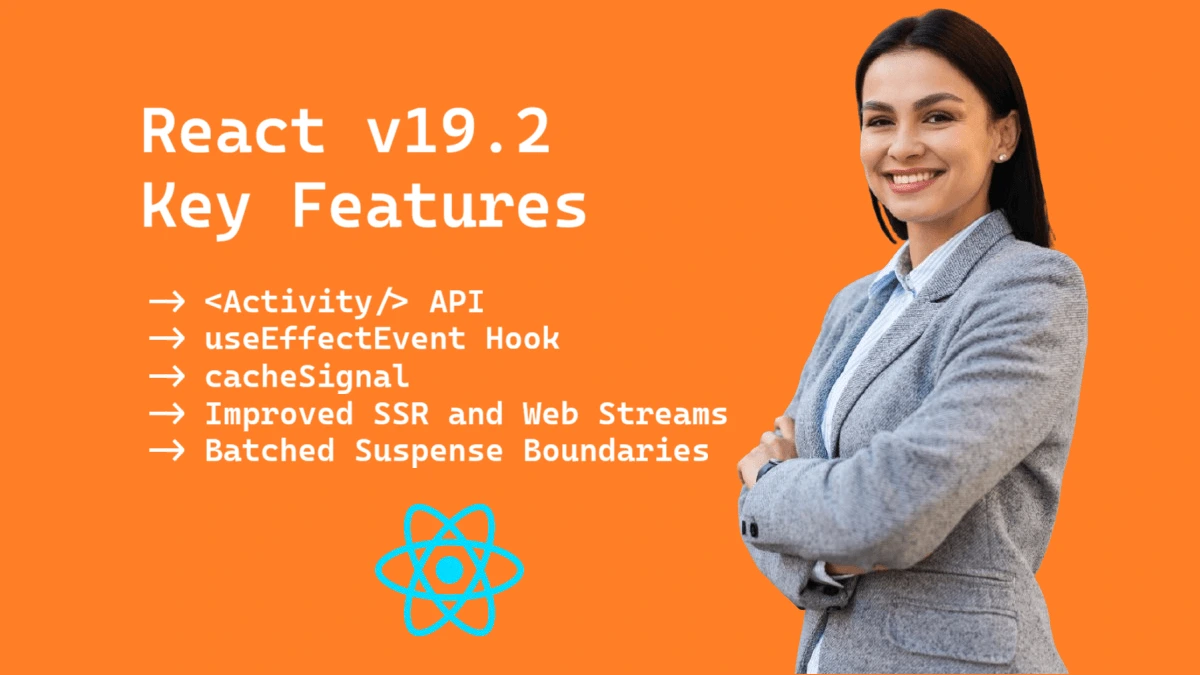 React v19.2
Key Features
→ <Activity/> API
→ useEffectEvent Hook
→ cacheSignal
→ Improved SSR and Web Streams
→ Batched Suspense Boundaries